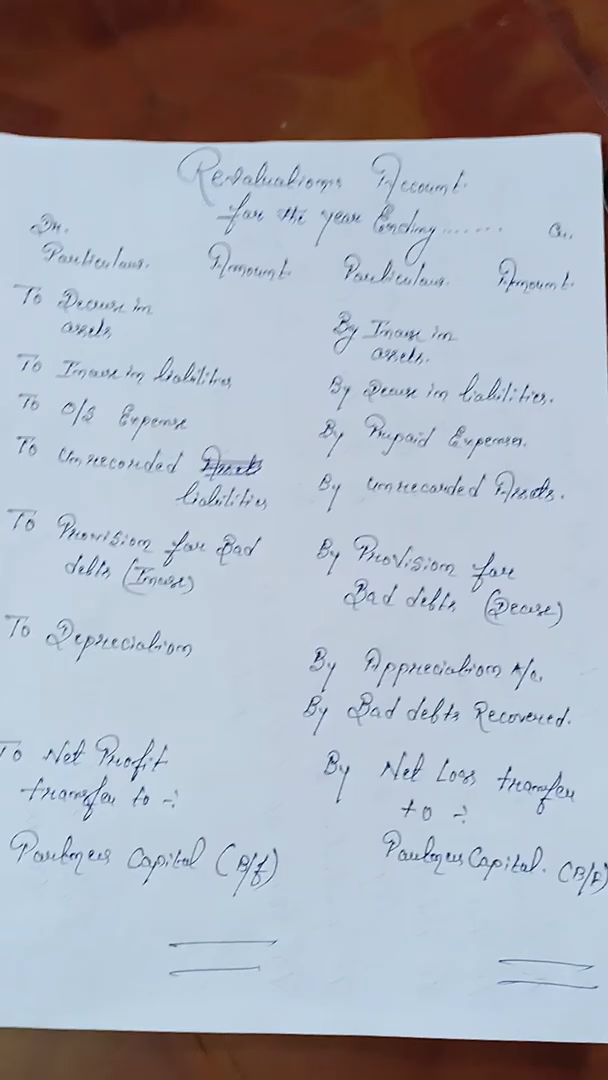 Revaluations Account.
for the year Ending.......
Dr. Cr.
Particulars. Amount. Particulars. Amount.
To Decrease in
assets
By Increase in
assets.
To Increase in liabilities
By Decrease in liabilities.
To O/S Expense
By Prepaid Expenses.
To Unrecorded
liabilities
By unrecorded Assets.
To Provision for Bad
debts (Increase)
By Provision for
Bad debts (Decrease)
To Depreciation
By Appreciation A/c.
By Bad debts Recovered.
To Net Profit
transfer to :-
Partners Capital (B/f)
By Net Loss transfer
to :-
Partners Capital. (B/F)